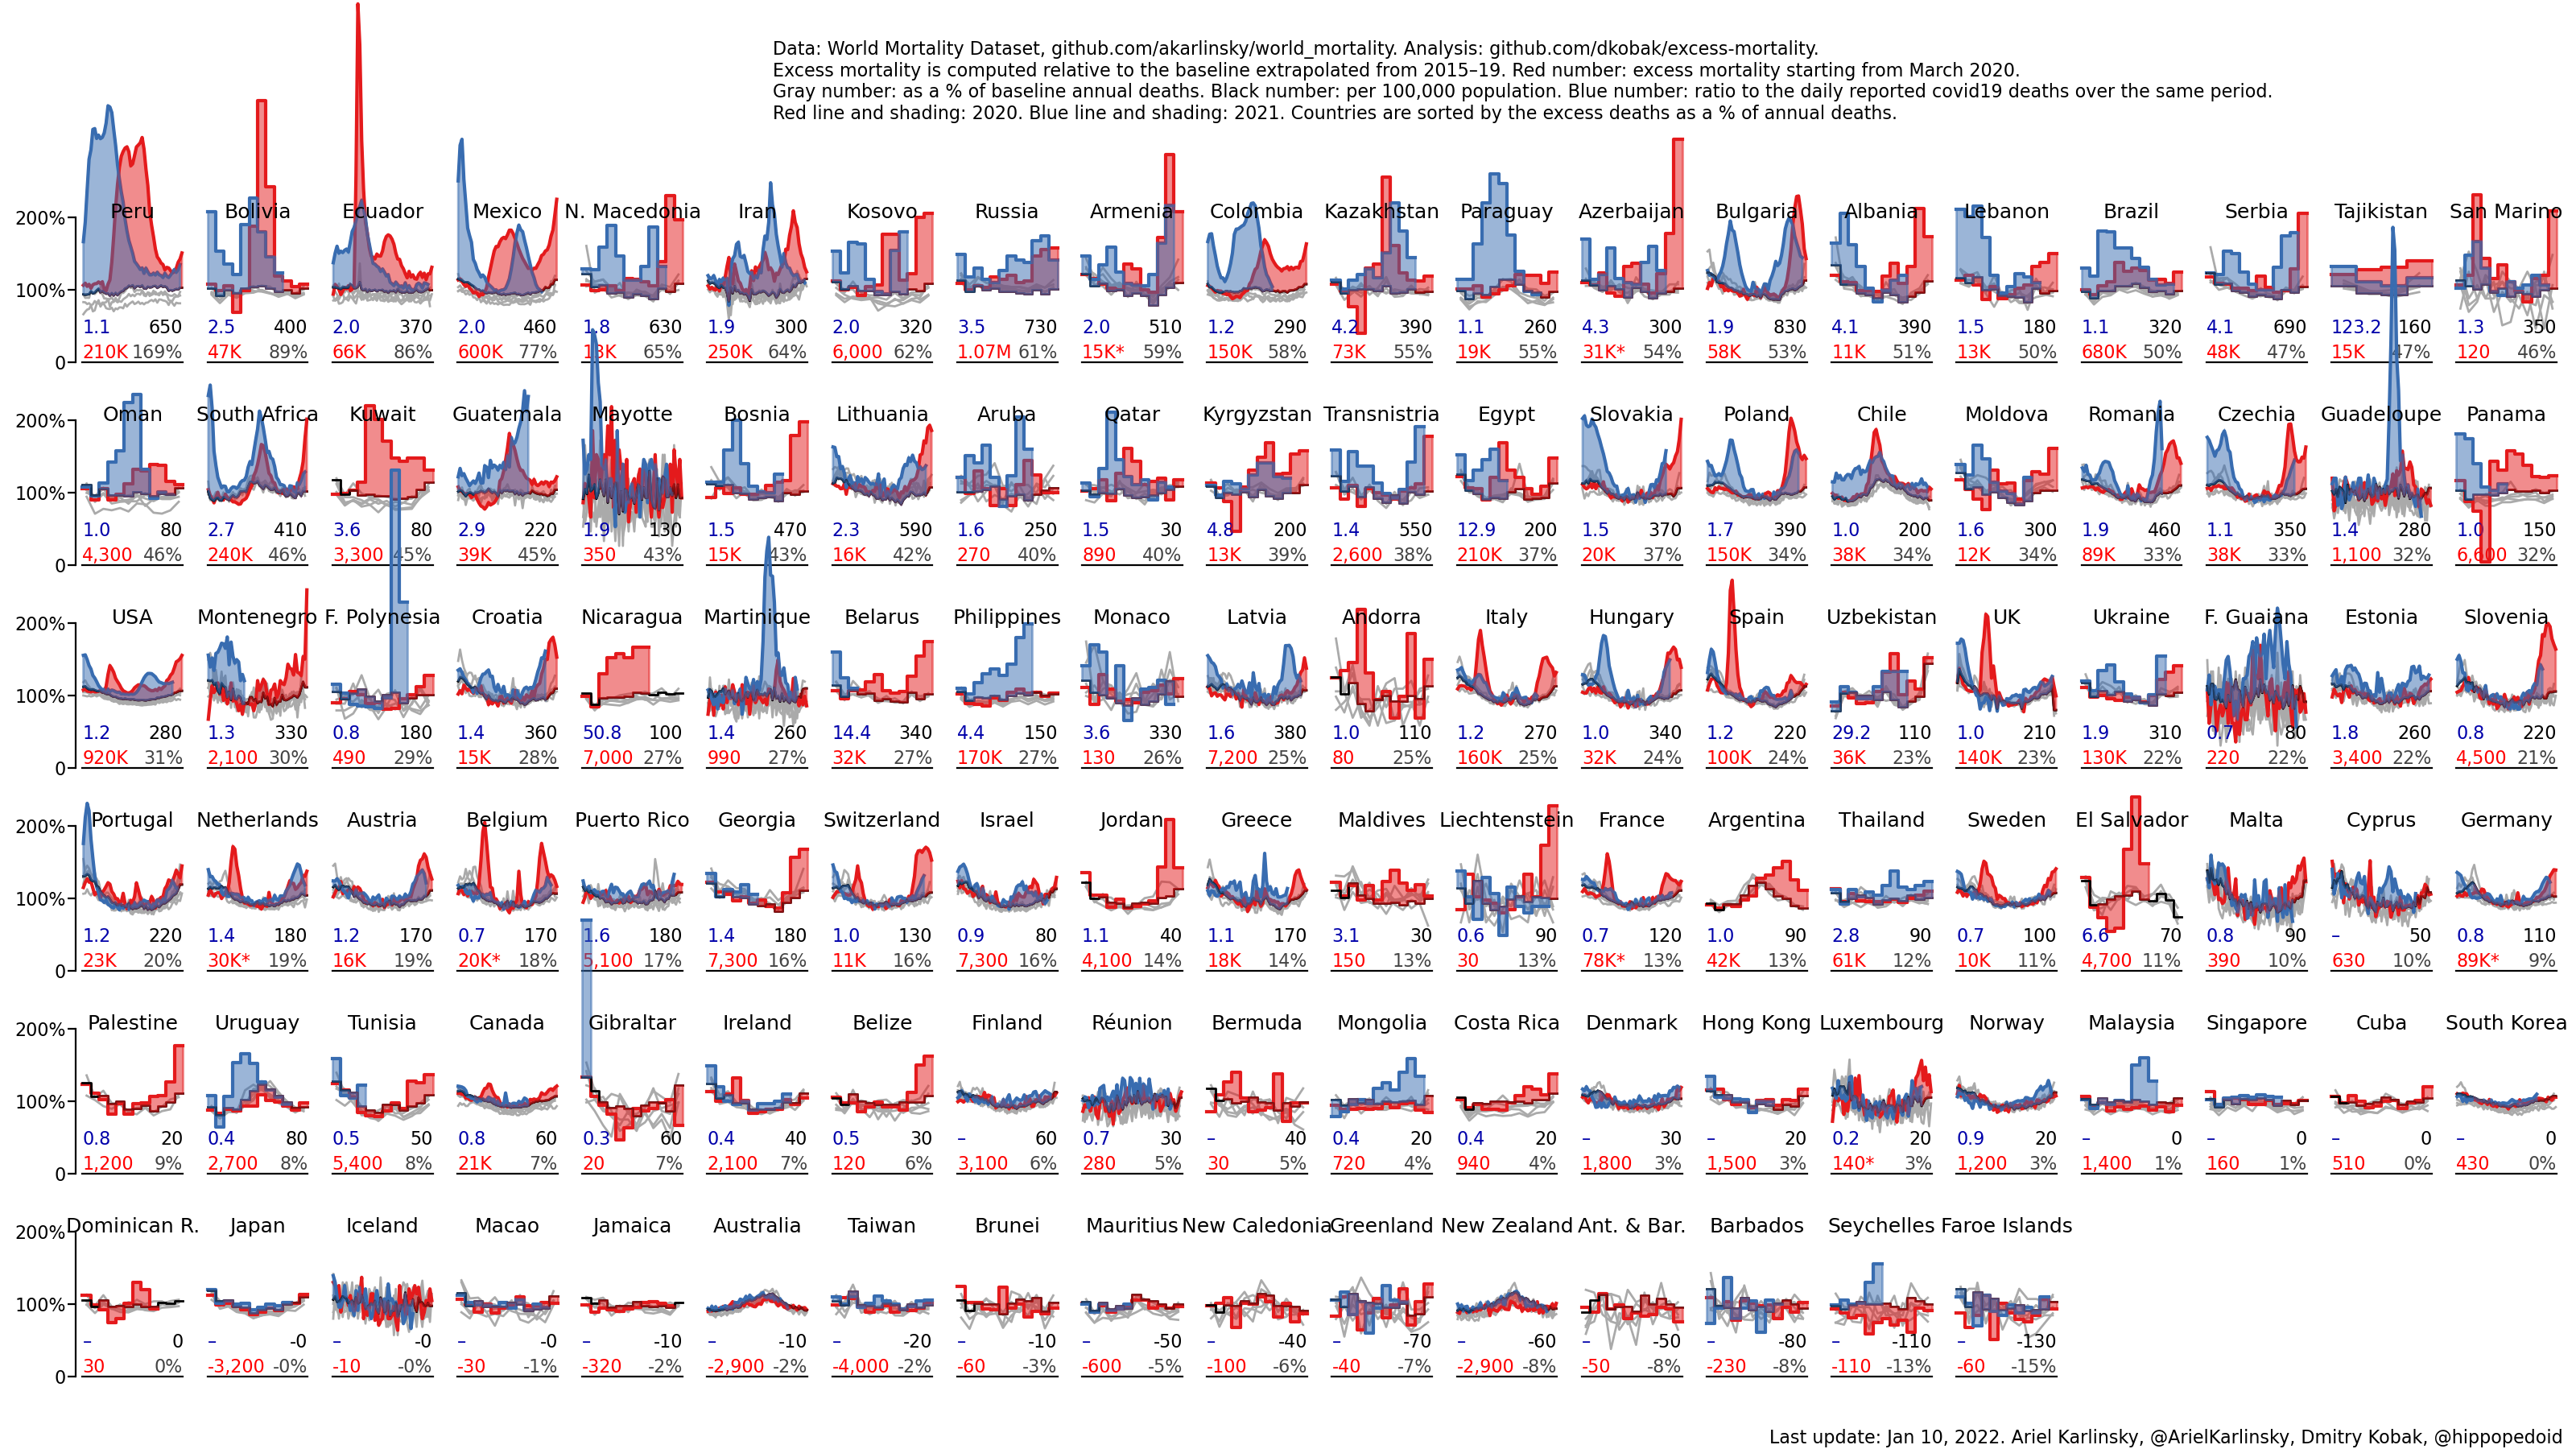 Data: World Mortality Dataset, github.com/akarlinsky/world_mortality. Analysis: github.com/dkobak/excess-mortality.
Excess mortality is computed relative to the baseline extrapolated from 2015–19. Red number: excess mortality starting from March 2020.
Gray number: as a % of baseline annual deaths. Black number: per 100,000 population. Blue number: ratio to the daily reported covid19 deaths over the same period.
Red line and shading: 2020. Blue line and shading: 2021. Countries are sorted by the excess deaths as a % of annual deaths.
200% Peru Bolivia Ecuador Mexico N. Macedonia Iran Kosovo Russia Armenia Colombia Kazakhstan Paraguay Azerbaijan Bulgaria Albania Lebanon Brazil Serbia Tajikistan San Marino
100%
1.1 650 2.5 400 2.0 370 2.0 460 1.8 630 1.9 300 2.0 320 3.5 730 2.0 510 1.2 290 4.2 390 1.1 260 4.3 300 1.9 830 4.1 390 1.5 180 1.1 320 4.1 690 123.2 160 1.3 350
0 210K 169% 47K 89% 66K 86% 600K 77% 13K 65% 250K 64% 6,000 62% 1.07M 61% 15K* 59% 150K 58% 73K 55% 19K 55% 31K* 54% 58K 53% 11K 51% 13K 50% 680K 50% 48K 47% 15K 47% 120 46%
200% Oman South Africa Kuwait Guatemala Mayotte Bosnia Lithuania Aruba Qatar Kyrgyzstan Transnistria Egypt Slovakia Poland Chile Moldova Romania Czechia Guadeloupe Panama
100%
1.0 80 2.7 410 3.6 80 2.9 220 1.9 130 1.5 470 2.3 590 1.6 250 1.5 30 4.8 200 1.4 550 12.9 200 1.5 370 1.7 390 1.0 200 1.6 300 1.9 460 1.1 350 1.4 280 1.0 150
0 4,300 46% 240K 46% 3,300 45% 39K 45% 350 43% 15K 43% 16K 42% 270 40% 890 40% 13K 39% 2,600 38% 210K 37% 20K 37% 150K 34% 38K 34% 12K 34% 89K 33% 38K 33% 1,100 32% 6,600 32%
200% USA Montenegro F. Polynesia Croatia Nicaragua Martinique Belarus Philippines Monaco Latvia Andorra Italy Hungary Spain Uzbekistan UK Ukraine F. Guaiana Estonia Slovenia
100%
1.2 280 1.3 330 0.8 180 1.4 360 50.8 100 1.4 260 14.4 340 4.4 150 3.6 330 1.6 380 1.0 110 1.2 270 1.0 340 1.2 220 29.2 110 1.0 210 1.9 310 0.7 80 1.8 260 0.8 220
0 920K 31% 2,100 30% 490 29% 15K 28% 7,000 27% 990 27% 32K 27% 170K 27% 130 26% 7,200 25% 80 25% 160K 25% 32K 24% 100K 24% 36K 23% 140K 23% 130K 22% 220 22% 3,400 22% 4,500 21%
200% Portugal Netherlands Austria Belgium Puerto Rico Georgia Switzerland Israel Jordan Greece Maldives Liechtenstein France Argentina Thailand Sweden El Salvador Malta Cyprus Germany
100%
1.2 220 1.4 180 1.2 170 0.7 170 1.6 180 1.4 180 1.0 130 0.9 80 1.1 40 1.1 170 3.1 30 0.6 90 0.7 120 1.0 90 2.8 90 0.7 100 6.6 70 0.8 90 – 50 0.8 110
0 23K 20% 30K* 19% 16K 19% 20K* 18% 5,100 17% 7,300 16% 11K 16% 7,300 16% 4,100 14% 18K 14% 150 13% 30 13% 78K* 13% 42K 13% 61K 12% 10K 11% 4,700 11% 390 10% 630 10% 89K* 9%
200% Palestine Uruguay Tunisia Canada Gibraltar Ireland Belize Finland Réunion Bermuda Mongolia Costa Rica Denmark Hong Kong Luxembourg Norway Malaysia Singapore Cuba South Korea
100%
0.8 20 0.4 80 0.5 50 0.8 60 0.3 60 0.4 40 0.5 30 – 60 0.7 30 – 40 0.4 20 0.4 20 – 30 – 20 0.2 20 0.9 20 – 0 – 0 – 0 – 0
0 1,200 9% 2,700 8% 5,400 8% 21K 7% 20 7% 2,100 7% 120 6% 3,100 6% 280 5% 30 5% 720 4% 940 4% 1,800 3% 1,500 3% 140* 3% 1,200 3% 1,400 1% 160 1% 510 0% 430 0%
200% Dominican R. Japan Iceland Macao Jamaica Australia Taiwan Brunei Mauritius New Caledonia Greenland New Zealand Ant. & Bar. Barbados Seychelles Faroe Islands
100%
– 0 – -0 – -0 – -0 – -10 – -10 – -20 – -10 – -50 – -40 – -70 – -60 – -50 – -80 – -110 – -130
0 30 0% -3,200 -0% -10 -0% -30 -1% -320 -2% -2,900 -2% -4,000 -2% -60 -3% -600 -5% -100 -6% -40 -7% -2,900 -8% -50 -8% -230 -8% -110 -13% -60 -15%
Last update: Jan 10, 2022. Ariel Karlinsky, @ArielKarlinsky, Dmitry Kobak, @hippopedoid